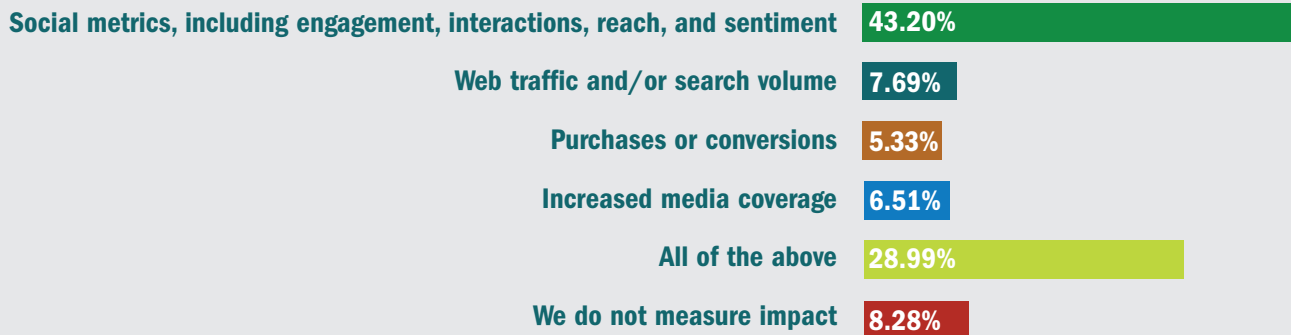 Social metrics, including engagement, interactions, reach, and sentiment 43.20%
Web traffic and/or search volume 7.69%
Purchases or conversions 5.33%
Increased media coverage 6.51%
All of the above 28.99%
We do not measure impact 8.28%